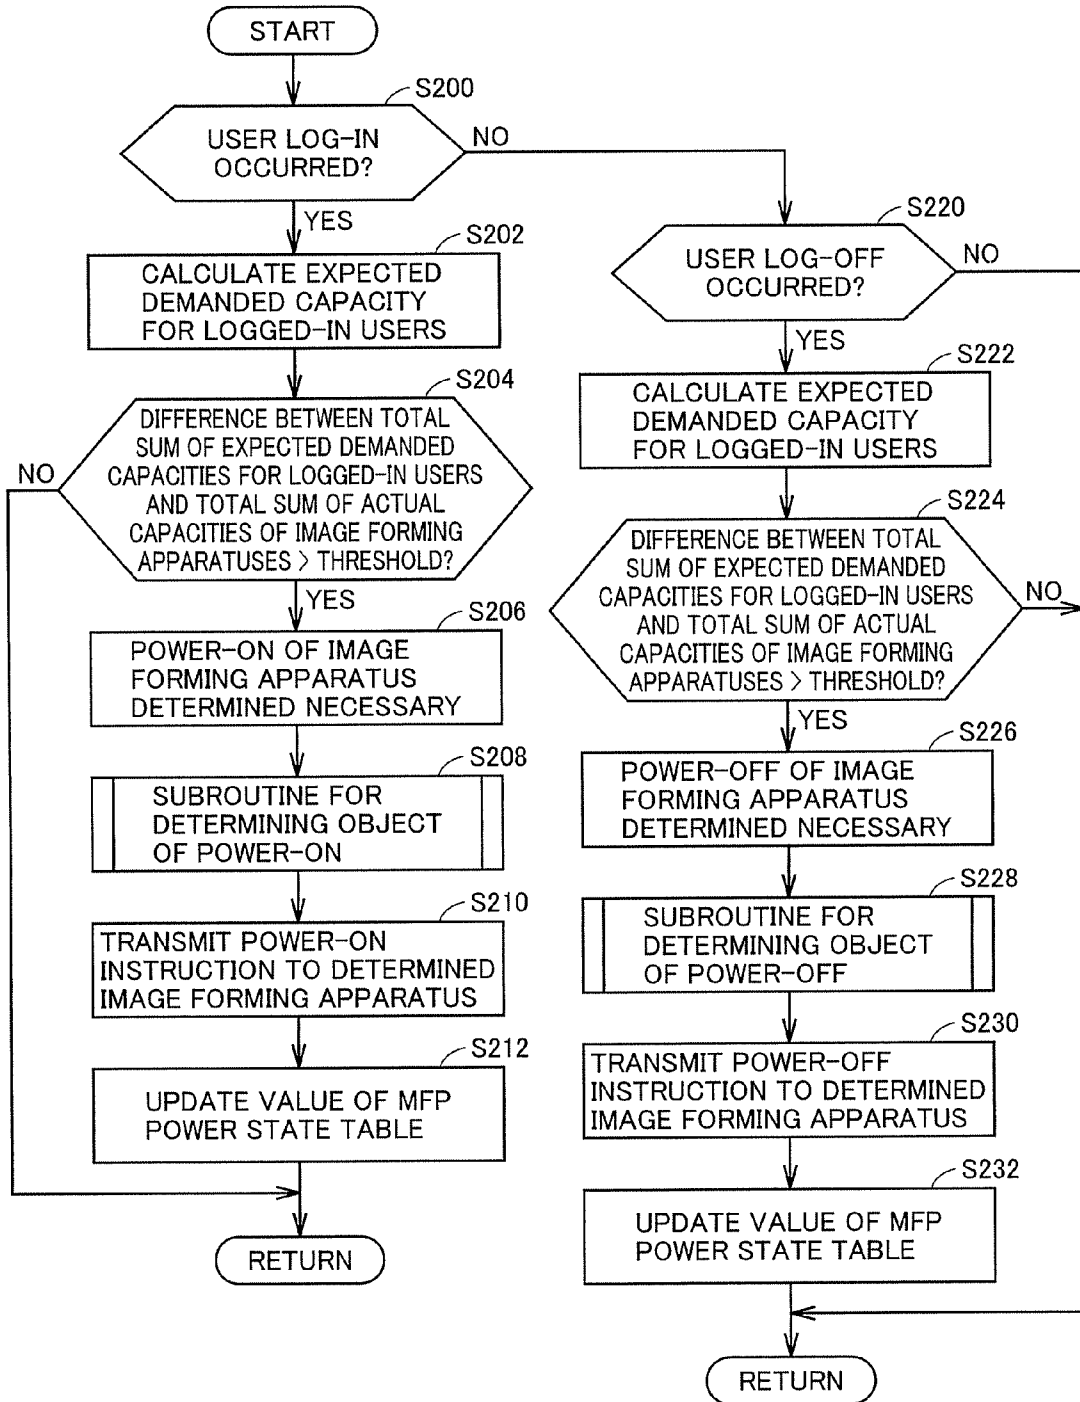 START
S200
USER LOG-IN
OCCURRED?
NO
YES
S202
CALCULATE EXPECTED
DEMANDED CAPACITY
FOR LOGGED-IN USERS
S204
DIFFERENCE BETWEEN TOTAL
SUM OF EXPECTED DEMANDED
CAPACITIES FOR LOGGED-IN USERS
AND TOTAL SUM OF ACTUAL
CAPACITIES OF IMAGE FORMING
APPARATUSES > THRESHOLD?
NO
YES
S206
POWER-ON OF IMAGE
FORMING APPARATUS
DETERMINED NECESSARY
S208
SUBROUTINE FOR
DETERMINING OBJECT
OF POWER-ON
S210
TRANSMIT POWER-ON
INSTRUCTION TO DETERMINED
IMAGE FORMING APPARATUS
S212
UPDATE VALUE OF MFP
POWER STATE TABLE
RETURN
S220
USER LOG-OFF
OCCURRED?
NO
YES
S222
CALCULATE EXPECTED
DEMANDED CAPACITY
FOR LOGGED-IN USERS
S224
DIFFERENCE BETWEEN TOTAL
SUM OF EXPECTED DEMANDED
CAPACITIES FOR LOGGED-IN USERS
AND TOTAL SUM OF ACTUAL
CAPACITIES OF IMAGE FORMING
APPARATUSES > THRESHOLD?
NO
YES
S226
POWER-OFF OF IMAGE
FORMING APPARATUS
DETERMINED NECESSARY
S228
SUBROUTINE FOR
DETERMINING OBJECT
OF POWER-OFF
S230
TRANSMIT POWER-OFF
INSTRUCTION TO DETERMINED
IMAGE FORMING APPARATUS
S232
UPDATE VALUE OF MFP
POWER STATE TABLE
RETURN